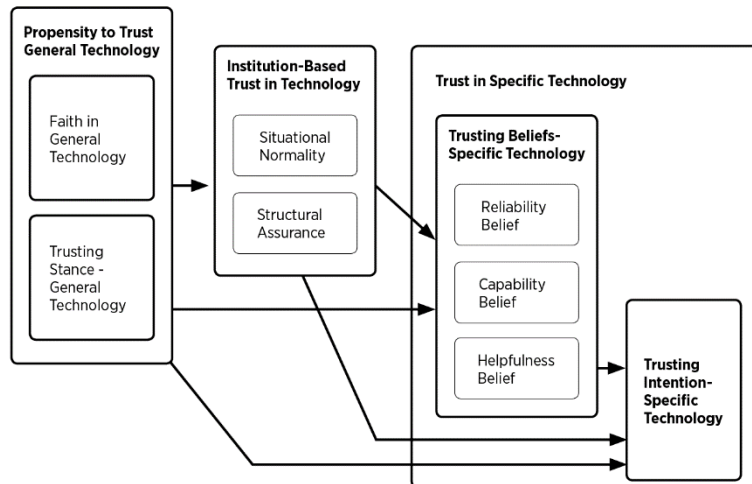 Propensity to Trust
General Technology
Faith in
General
Technology
Trusting
Stance -
General
Technology
Institution-Based
Trust in Technology
Situational
Normality
Structural
Assurance
Trust in Specific Technology
Trusting Beliefs-
Specific Technology
Reliability
Belief
Capability
Belief
Helpfulness
Belief
Trusting
Intention-
Specific
Technology